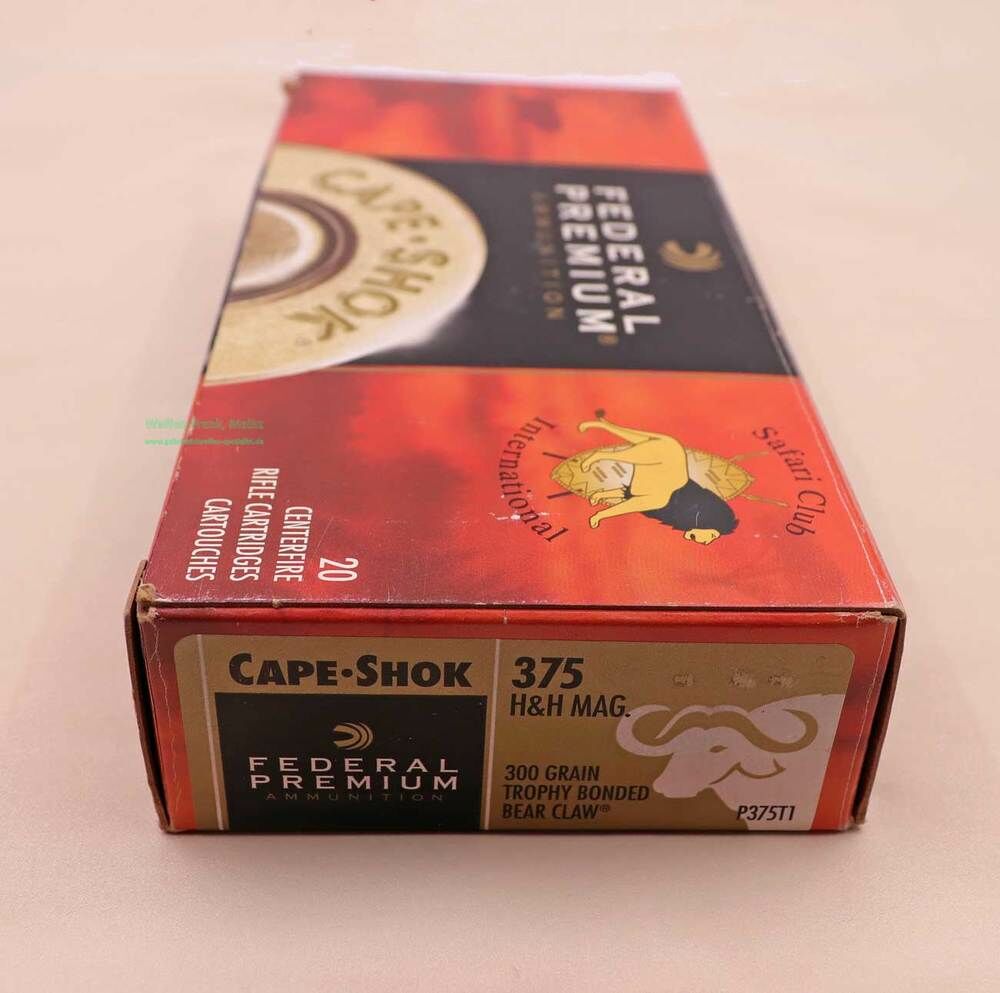 CAPE•SHOK®
FEDERAL
PREMIUM®
AMMUNITION
Safari Club
International
20
CENTERFIRE
RIFLE CARTRIDGES
CARTOUCHES
CAPE•SHOK
FEDERAL
PREMIUM
AMMUNITION
375
H&H MAG.
300 GRAIN
TROPHY BONDED
BEAR CLAW®
P375T1